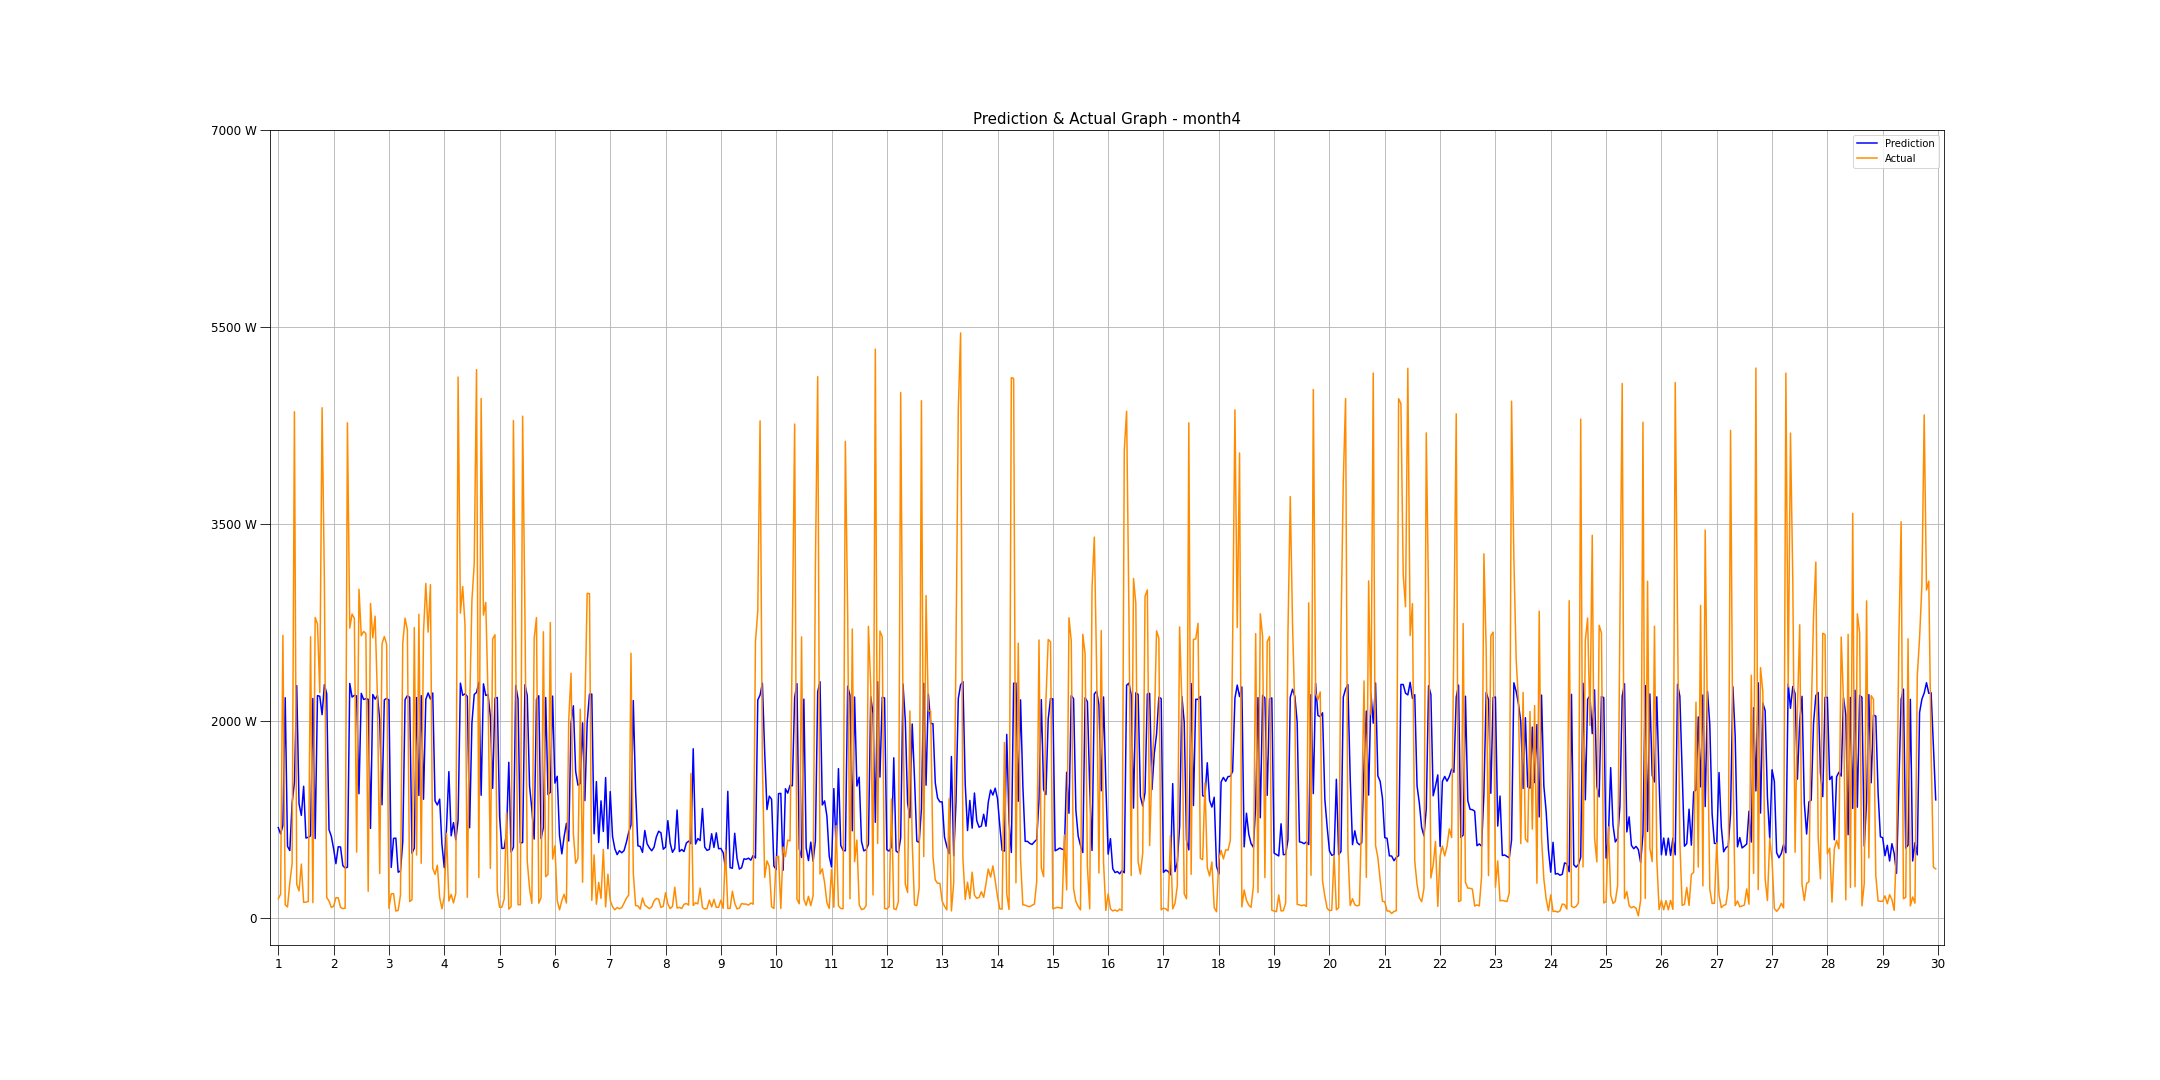 Prediction & Actual Graph - month4
7000 W
Prediction
Actual
5500 W
3500 W
2000 W
0
1 2 3 4 5 6 7 8 9 10 11 12 13 14 15 16 17 18 19 20 21 22 23 24 25 26 27 27 28 29 30